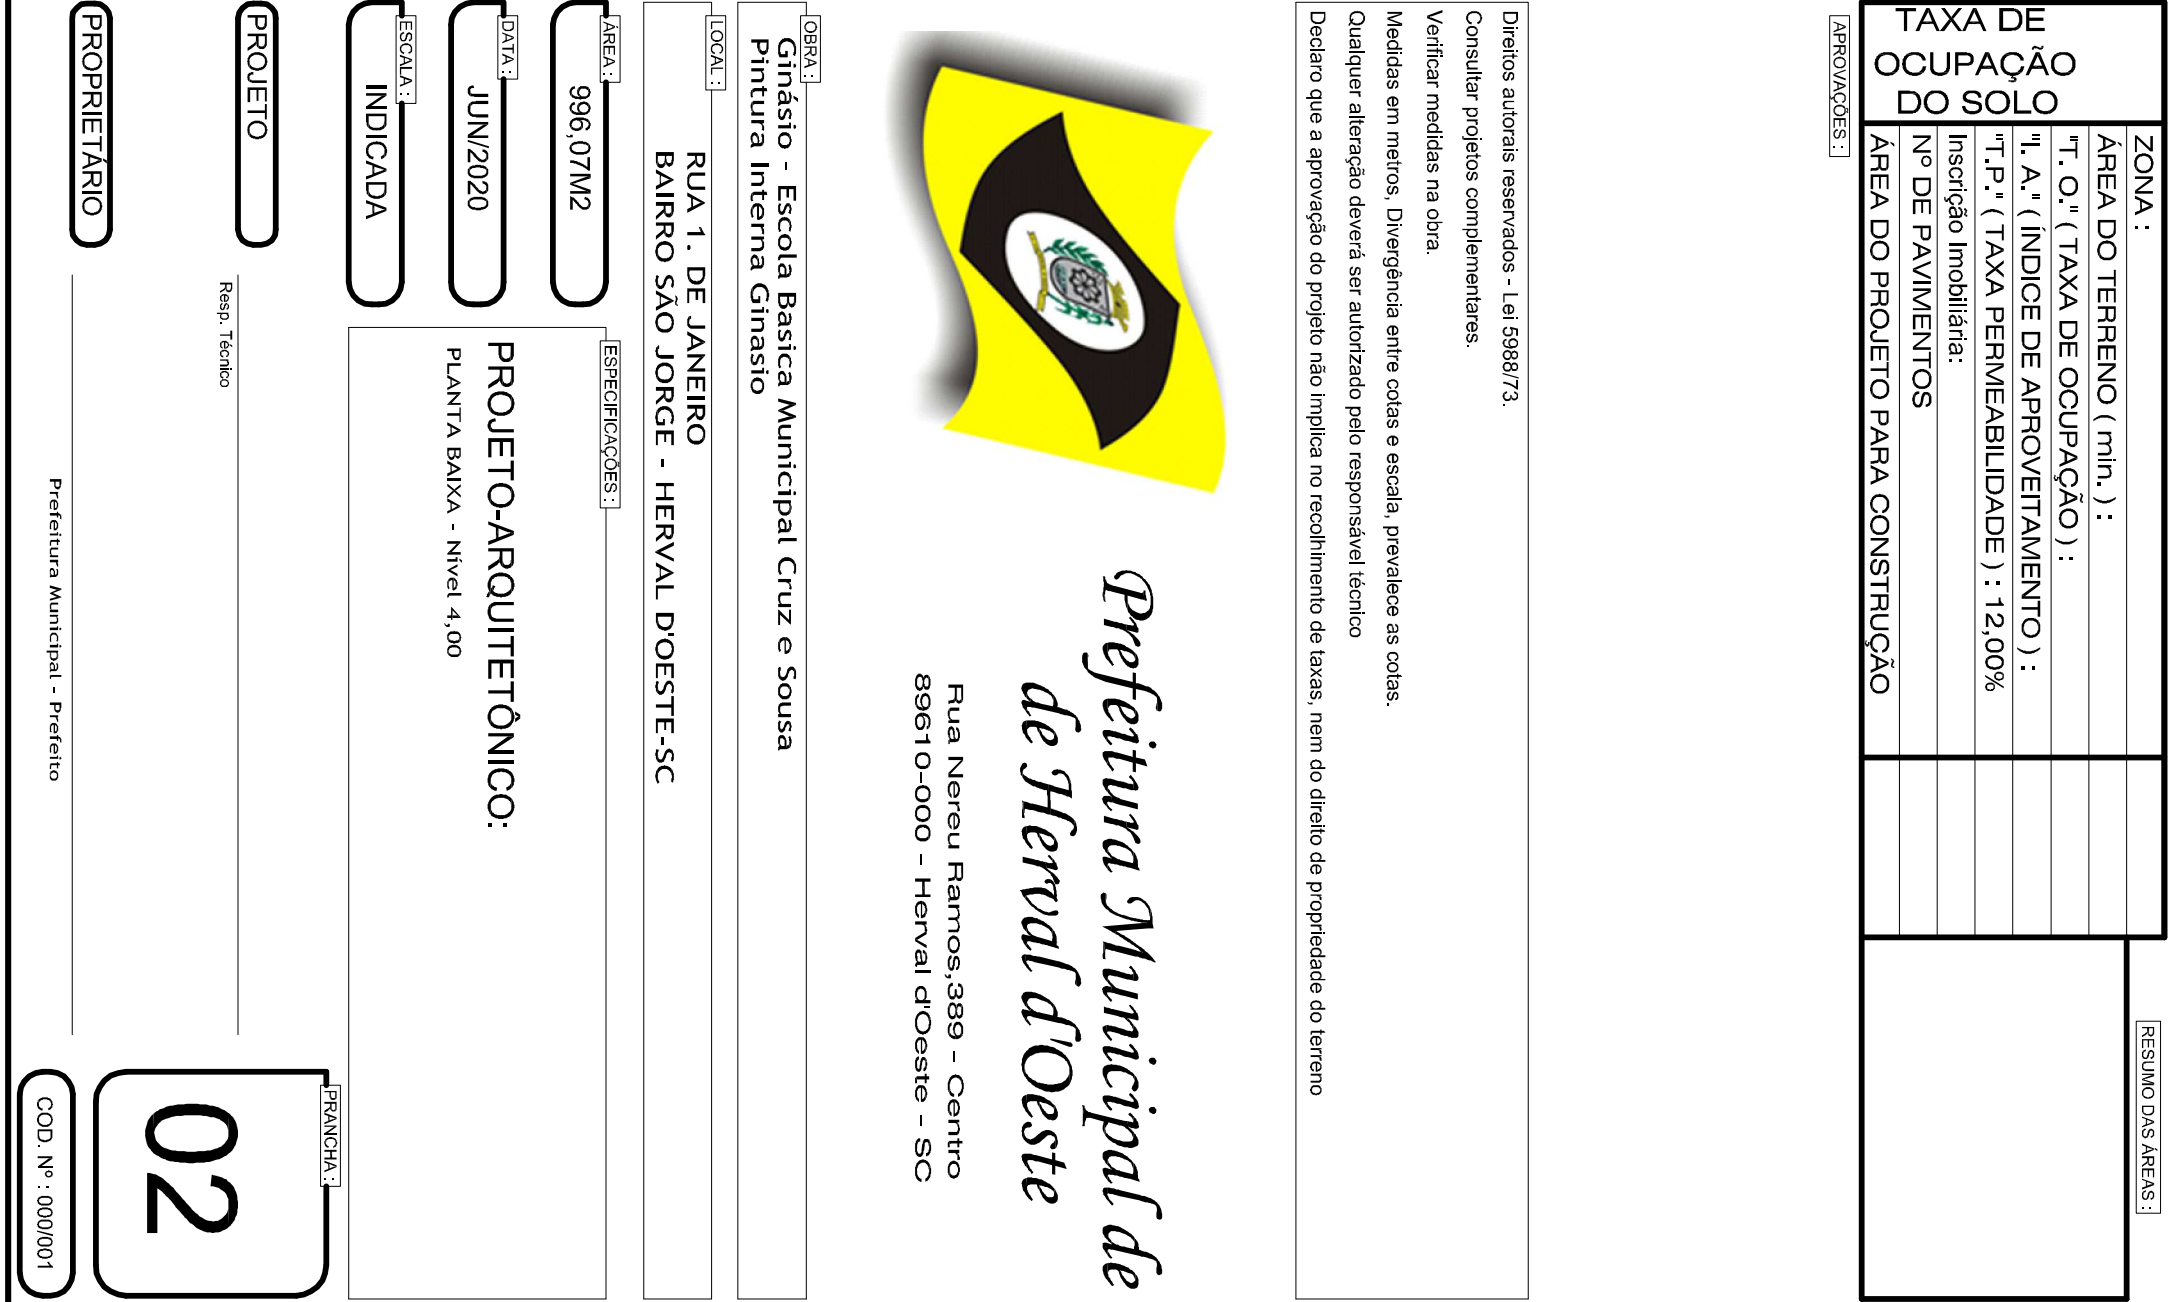 RESUMO DAS ÁREAS :
TAXA DE
OCUPAÇÃO
DO SOLO
ZONA :
ÁREA DO TERRENO ( min. ) :
"T. O." ( TAXA DE OCUPAÇÃO ) :
"I. A." ( ÍNDICE DE APROVEITAMENTO ) :
"T.P." ( TAXA PERMEABILIDADE ) : 12,00%
Inscrição Imobiliária:
Nº DE PAVIMENTOS
ÁREA DO PROJETO PARA CONSTRUÇÃO
APROVAÇÕES :
Direitos autorais reservados - Lei 5988/73.
Consultar projetos complementares.
Verificar medidas na obra.
Medidas em metros, Divergência entre cotas e escala, prevalece as cotas.
Qualquer alteração deverá ser autorizado pelo responsável técnico
Declaro que a aprovação do projeto não implica no recolhimento de taxas, nem do direito de propriedade do terreno
Prefeitura Municipal de
de Herval d'Oeste
Rua Nereu Ramos,389 - Centro
89610-000 - Herval d'Oeste - SC
OBRA :
Ginásio - Escola Basica Municipal Cruz e Sousa
Pintura Interna Ginasio
LOCAL :
RUA 1. DE JANEIRO
BAIRRO SÃO JORGE - HERVAL D'OESTE-SC
ÁREA :
996,07M2
DATA :
JUN/2020
ESCALA :
INDICADA
ESPECIFICAÇÕES :
PROJETO-ARQUITETÔNICO:
PLANTA BAIXA - Nível 4,00
PROJETO
Resp. Técnico
PROPRIETÁRIO
Prefeitura Municipal - Prefeito
PRANCHA :
02
COD. Nº : 000/001